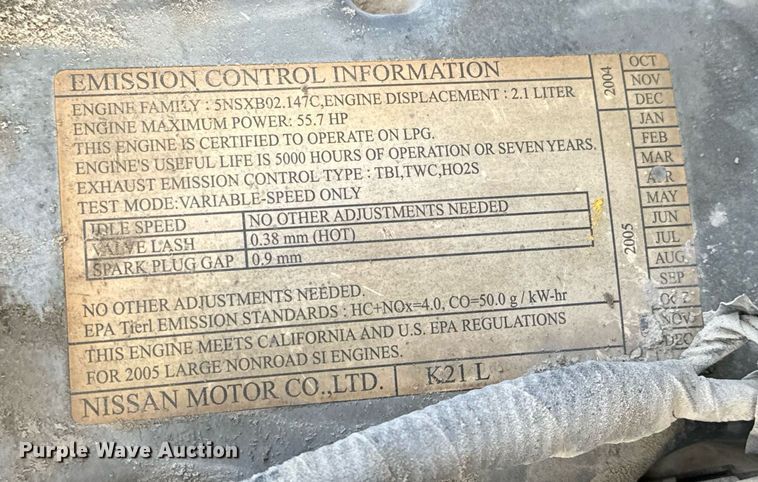 EMISSION CONTROL INFORMATION
ENGINE FAMILY : 5NSXB02.147C,ENGINE DISPLACEMENT : 2.1 LITER
ENGINE MAXIMUM POWER: 55.7 HP
THIS ENGINE IS CERTIFIED TO OPERATE ON LPG.
ENGINE'S USEFUL LIFE IS 5000 HOURS OF OPERATION OR SEVEN YEARS.
EXHAUST EMISSION CONTROL TYPE : TBI,TWC,HO2S
TEST MODE:VARIABLE-SPEED ONLY
IDLE SPEED NO OTHER ADJUSTMENTS NEEDED
VALVE LASH 0.38 mm (HOT)
SPARK PLUG GAP 0.9 mm
NO OTHER ADJUSTMENTS NEEDED.
EPA Tier1 EMISSION STANDARDS : HC+NOx=4.0, CO=50.0 g / kW-hr
THIS ENGINE MEETS CALIFORNIA AND U.S. EPA REGULATIONS
FOR 2005 LARGE NONROAD SI ENGINES.
NISSAN MOTOR CO.,LTD. K21 L
2004
OCT
NOV
DEC
2005
JAN
FEB
MAR
APR
MAY
JUN
JUL
AUG
SEP
OCT
NOV
DEC
Purple Wave Auction